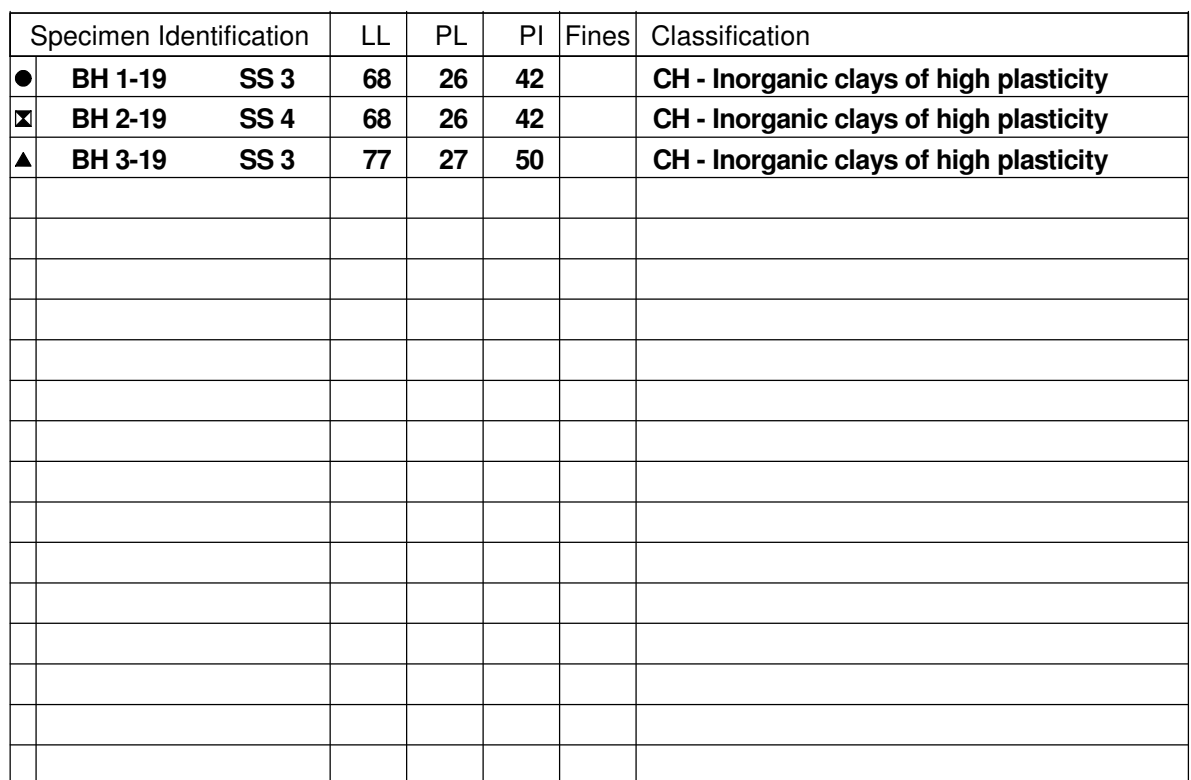 Specimen Identification LL PL PI Fines Classification
BH 1-19 SS 3 68 26 42 CH - Inorganic clays of high plasticity
BH 2-19 SS 4 68 26 42 CH - Inorganic clays of high plasticity
BH 3-19 SS 3 77 27 50 CH - Inorganic clays of high plasticity